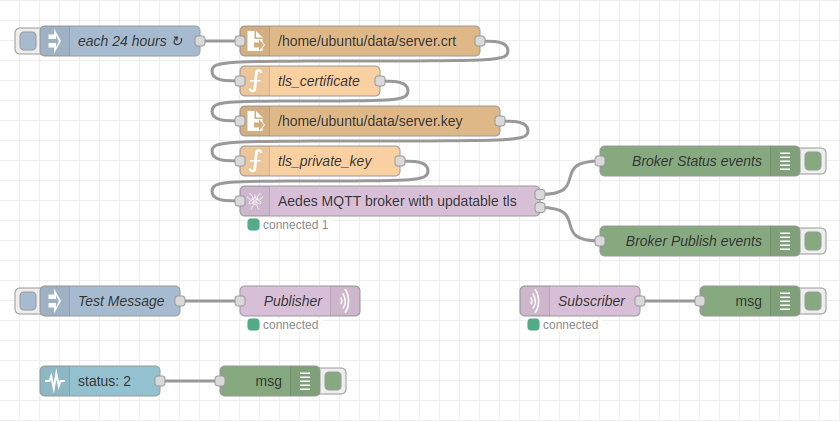 each 24 hours ↻
/home/ubuntu/data/server.crt
tls_certificate
/home/ubuntu/data/server.key
tls_private_key
Broker Status events
Aedes MQTT broker with updatable tls
connected 1
Broker Publish events
Test Message
Publisher
Subscriber
msg
connected
connected
status: 2
msg